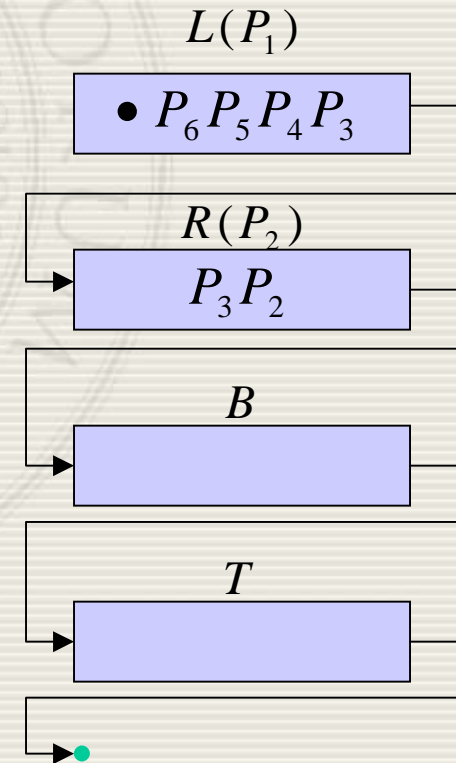 L(P₁)
• P₆P₅P₄P₃
R(P₂)
P₃P₂
B
T